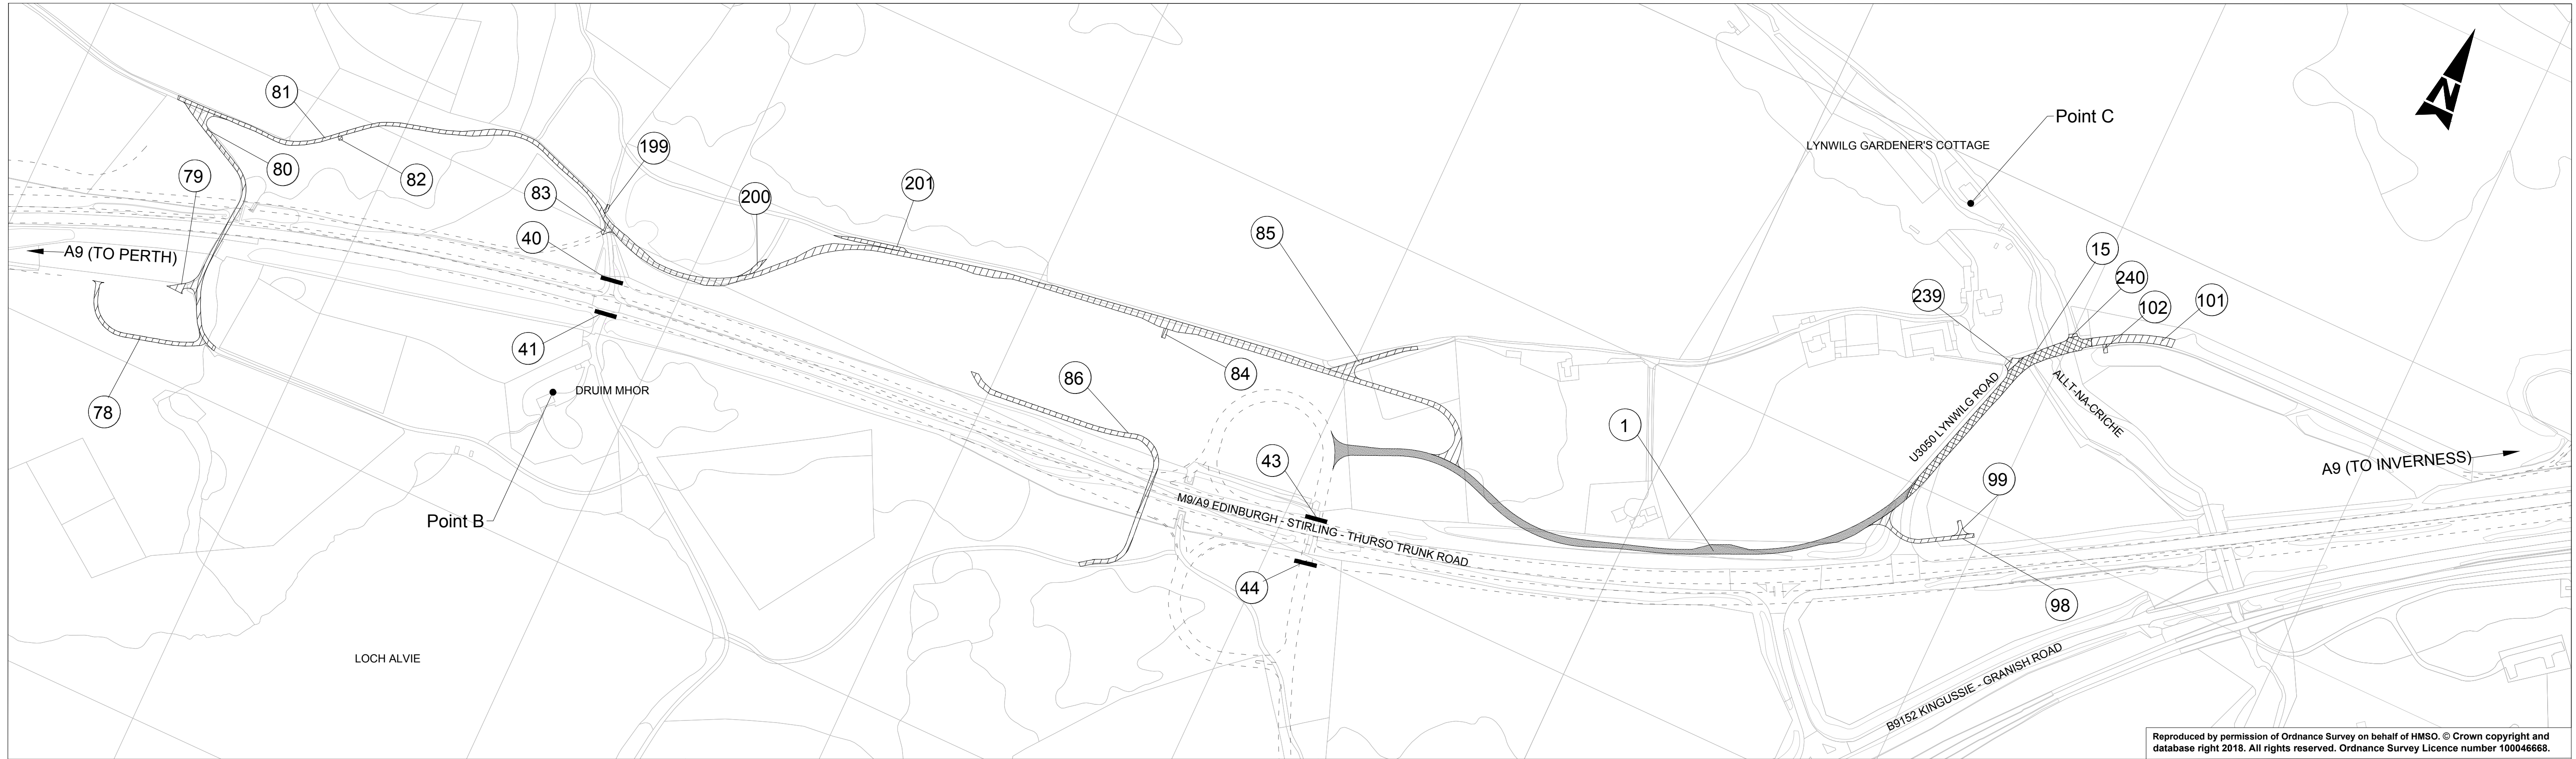 N
Point C
LYNWILG GARDENER'S COTTAGE
81
199
80
82
79
201
83
200
85
40
15
A9 (TO PERTH)
240
239
102
101
41
84
86
DRUIM MHOR
78
1
U3050 LYNWILG ROAD
ALLT-NA-CRICHE
43
A9 (TO INVERNESS)
99
Point B
M9/A9 EDINBURGH - STIRLING - THURSO TRUNK ROAD
44
98
LOCH ALVIE
B9152 KINGUSSIE - GRANISH ROAD
Reproduced by permission of Ordnance Survey on behalf of HMSO. © Crown copyright and
database right 2018. All rights reserved. Ordnance Survey Licence number 100046668.